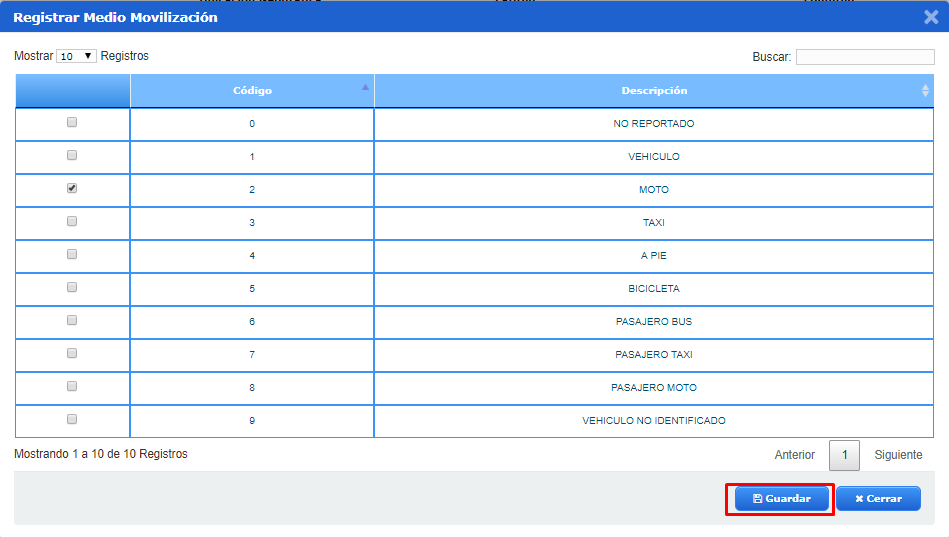 Registrar Medio Movilización
Mostrar 10 Registros
Buscar:
Código Descripción
0 NO REPORTADO
1 VEHICULO
2 MOTO
3 TAXI
4 A PIE
5 BICICLETA
6 PASAJERO BUS
7 PASAJERO TAXI
8 PASAJERO MOTO
9 VEHICULO NO IDENTIFICADO
Mostrando 1 a 10 de 10 Registros
Anterior 1 Siguiente
Guardar Cerrar